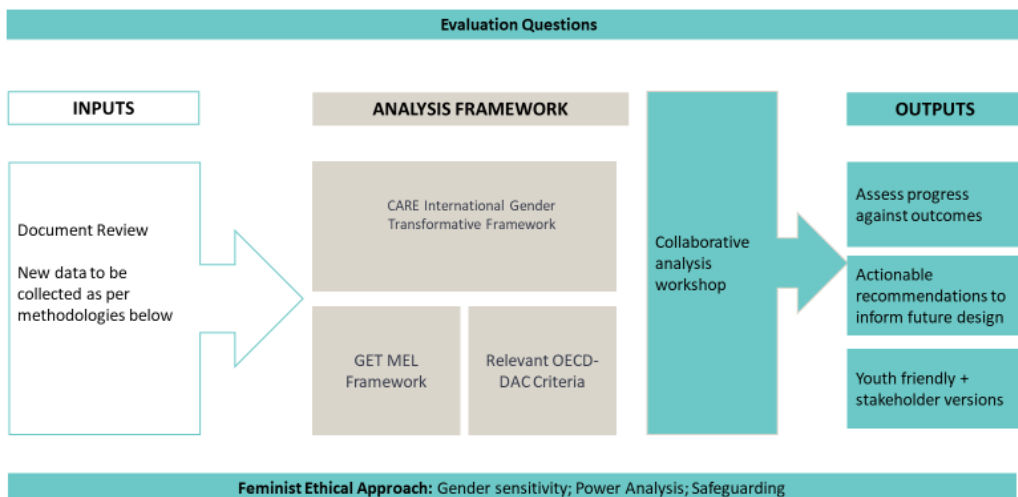 Evaluation Questions
INPUTS
ANALYSIS FRAMEWORK
OUTPUTS
Document Review
New data to be
collected as per
methodologies below
CARE International Gender
Transformative Framework
GET MEL
Framework
Relevant OECD-
DAC Criteria
Collaborative
analysis
workshop
Assess progress
against outcomes
Actionable
recommendations to
inform future design
Youth friendly +
stakeholder versions
Feminist Ethical Approach: Gender sensitivity; Power Analysis; Safeguarding